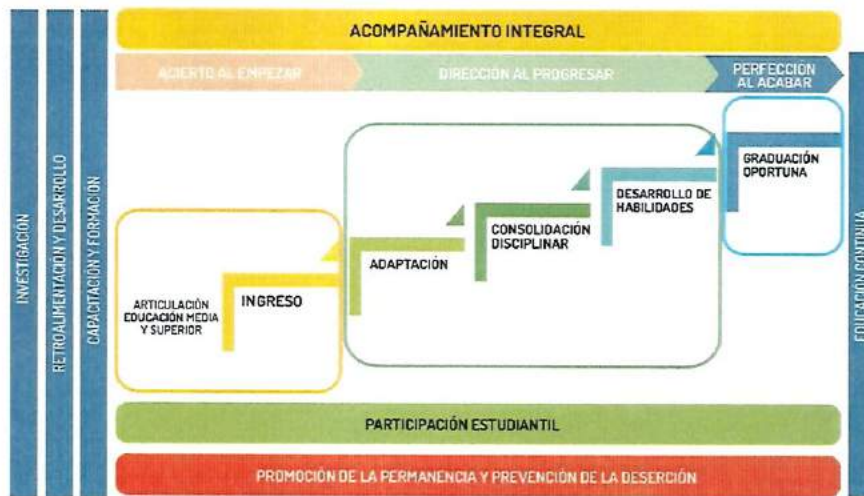 ACOMPAÑAMIENTO INTEGRAL
ACIERTO AL EMPEZAR
DIRECCIÓN AL PROGRESAR
PERFECCIÓN
AL ACABAR
INVESTIGACIÓN
RETROALIMENTACIÓN Y DESARROLLO
CAPACITACIÓN Y FORMACIÓN
GRADUACIÓN
OPORTUNA
DESARROLLO DE
HABILIDADES
CONSOLIDACIÓN
DISCIPLINAR
ADAPTACIÓN
INGRESO
ARTICULACIÓN
EDUCACIÓN MEDIA
Y SUPERIOR
EDUCACIÓN CONTINUA
PARTICIPACIÓN ESTUDIANTIL
PROMOCIÓN DE LA PERMANENCIA Y PREVENCIÓN DE LA DESERCIÓN